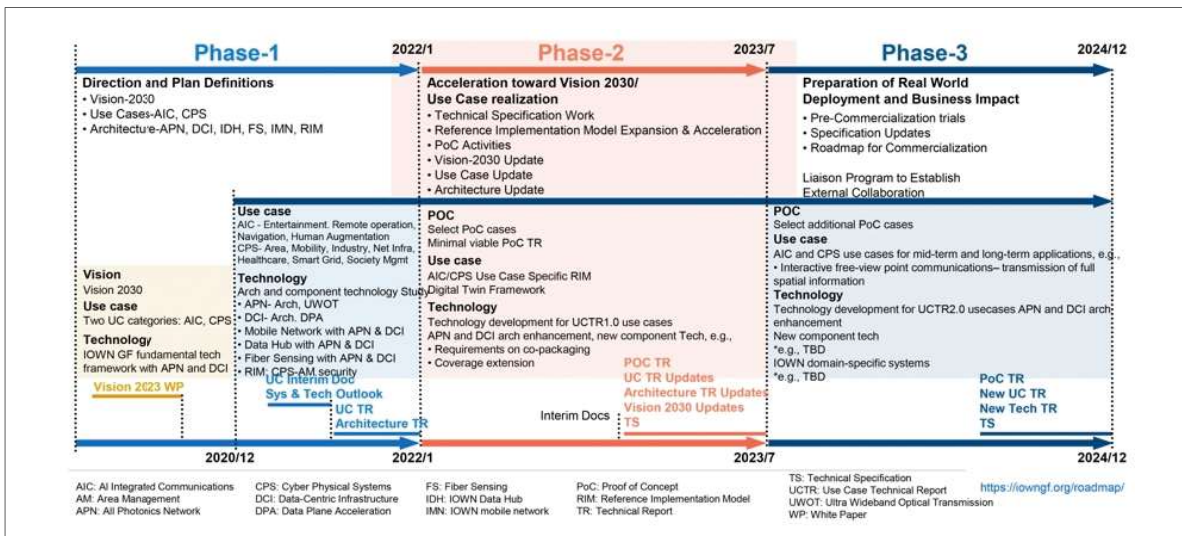 Phase-1
2022/1
Phase-2
2023/7
Phase-3
2024/12
Direction and Plan Definitions
• Vision-2030
• Use Cases-AIC, CPS
• Architecture-APN, DCI, IDH, FS, IMN, RIM
Acceleration toward Vision 2030/
Use Case realization
• Technical Specification Work
• Reference Implementation Model Expansion & Acceleration
• PoC Activities
• Vision-2030 Update
• Use Case Update
• Architecture Update
Preparation of Real World
Deployment and Business Impact
• Pre-Commercialization trials
• Specification Updates
• Roadmap for Commercialization
Liaison Program to Establish
External Collaboration
Vision
Vision 2030
Use case
Two UC categories: AIC, CPS
Technology
IOWN GF fundamental tech
framework with APN and DCI
Vision 2023 WP
Use case
AIC - Entertainment. Remote operation,
Navigation, Human Augmentation
CPS- Area, Mobility, Industry, Net Infra,
Healthcare, Smart Grid, Society Mgmt
Technology
Arch and component technology Study
• APN- Arch, UWOT
• DCI- Arch. DPA
• Mobile Network with APN & DCI
• Data Hub with APN & DCI
• Fiber Sensing with APN & DCI
• RIM: CPS-AM security
UC Interim Doc
Sys & Tech Outlook
UC TR
Architecture TR
POC
Select PoC cases
Minimal viable PoC TR
Use case
AIC/CPS Use Case Specific RIM
Digital Twin Framework
Technology
Technology development for UCTR1.0 use cases
APN and DCI arch enhancement, new component Tech, e.g.,
• Requirements on co-packaging
• Coverage extension
Interim Docs
POC TR
UC TR Updates
Architecture TR Updates
Vision 2030 Updates
TS
POC
Select additional PoC cases
Use case
AIC and CPS use cases for mid-term and long-term applications, e.g.,
• Interactive free-view point communications– transmission of full
spatial information
Technology
Technology development for UCTR2.0 usecases APN and DCI arch
enhancement
New component tech
*e.g., TBD
IOWN domain-specific systems
*e.g., TBD
PoC TR
New UC TR
New Tech TR
TS
2020/12
2022/1
2023/7
2024/12
AIC: AI Integrated Communications
AM: Area Management
APN: All Photonics Network
CPS: Cyber Physical Systems
DCI: Data-Centric Infrastructure
DPA: Data Plane Acceleration
FS: Fiber Sensing
IDH: IOWN Data Hub
IMN: IOWN mobile network
PoC: Proof of Concept
RIM: Reference Implementation Model
TR: Technical Report
TS: Technical Specification
UCTR: Use Case Technical Report
UWOT: Ultra Wideband Optical Transmission
WP: White Paper
https://iowngf.org/roadmap/